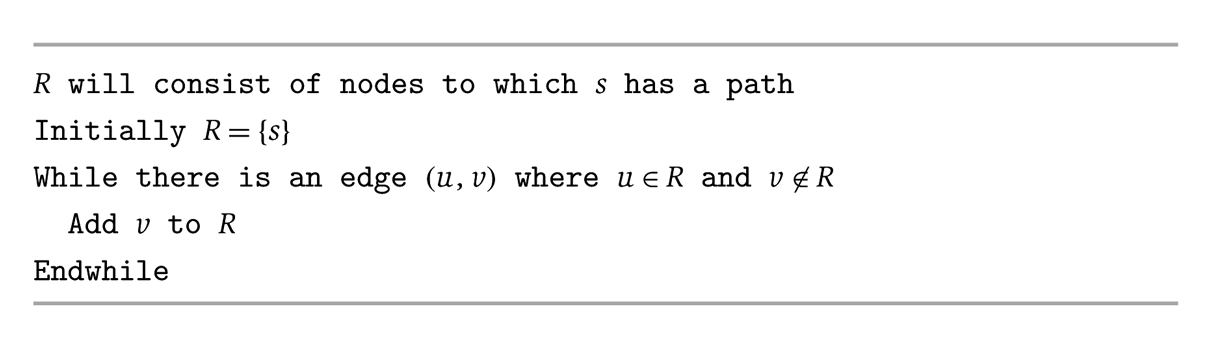 R will consist of nodes to which s has a path
Initially R = {s}
While there is an edge (u, v) where u ∈ R and v ∉ R
Add v to R
Endwhile